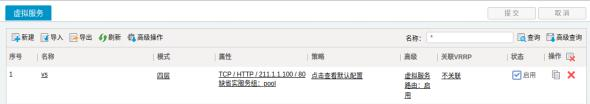 虚拟服务
提 交
取 消
新建 导入 导出 刷新 高级操作
名称： * 查询 高级查询
序号 名称 模式 属性 策略 高级 关联VRRP 状态 操作
1 vs 四层 TCP / HTTP / 211.1.1.100 / 80 点击查看默认配置 虚拟服务 不关联 启用
缺省实服务组：pool 路由：启
用